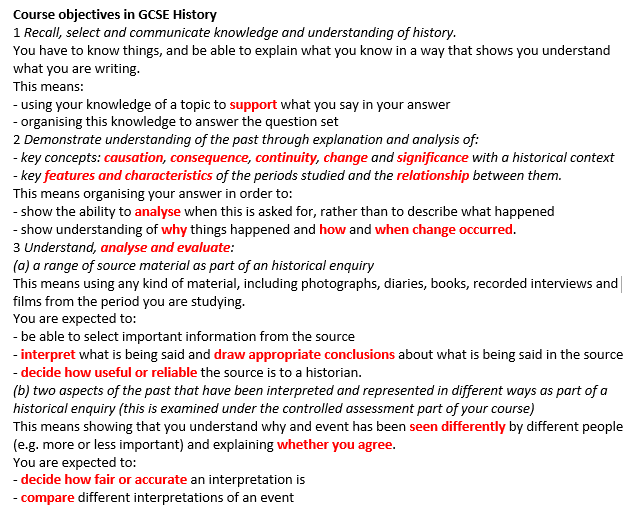 Course objectives in GCSE History
1 Recall, select and communicate knowledge and understanding of history.
You have to know things, and be able to explain what you know in a way that shows you understand
what you are writing.
This means:
- using your knowledge of a topic to support what you say in your answer
- organising this knowledge to answer the question set
2 Demonstrate understanding of the past through explanation and analysis of:
- key concepts: causation, consequence, continuity, change and significance with a historical context
- key features and characteristics of the periods studied and the relationship between them.
This means organising your answer in order to:
- show the ability to analyse when this is asked for, rather than to describe what happened
- show understanding of why things happened and how and when change occurred.
3 Understand, analyse and evaluate:
(a) a range of source material as part of an historical enquiry
This means using any kind of material, including photographs, diaries, books, recorded interviews and
films from the period you are studying.
You are expected to:
- be able to select important information from the source
- interpret what is being said and draw appropriate conclusions about what is being said in the source
- decide how useful or reliable the source is to a historian.
(b) two aspects of the past that have been interpreted and represented in different ways as part of a
historical enquiry (this is examined under the controlled assessment part of your course)
This means showing that you understand why and event has been seen differently by different people
(e.g. more or less important) and explaining whether you agree.
You are expected to:
- decide how fair or accurate an interpretation is
- compare different interpretations of an event